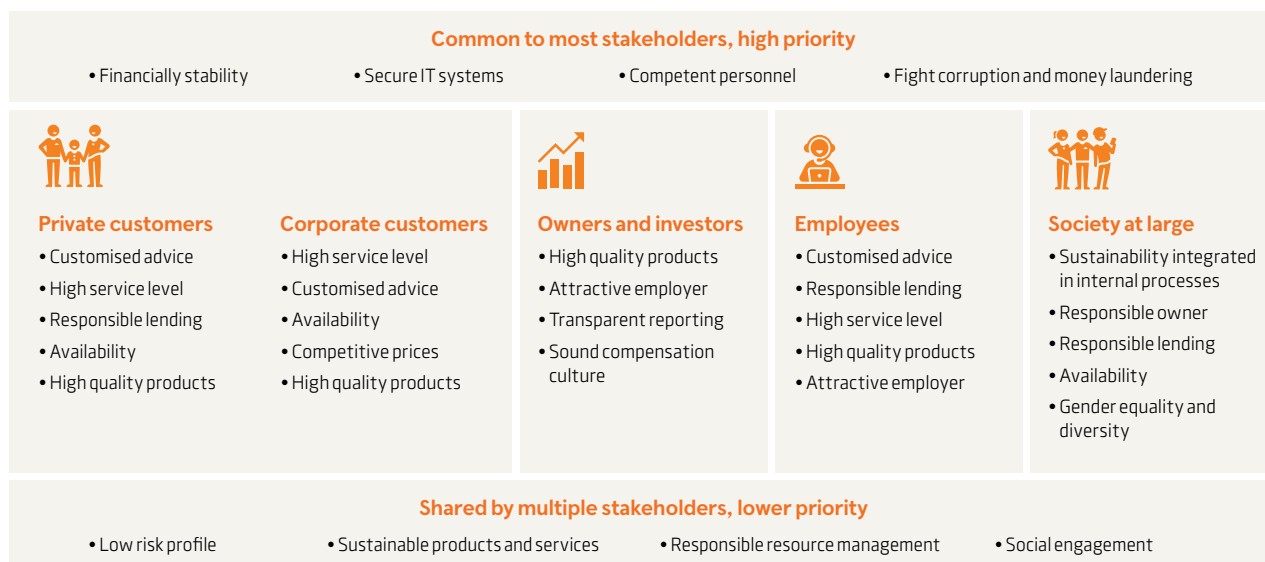 Common to most stakeholders, high priority
• Financially stability
• Secure IT systems
• Competent personnel
• Fight corruption and money laundering
Private customers
• Customised advice
• High service level
• Responsible lending
• Availability
• High quality products
Corporate customers
• High service level
• Customised advice
• Availability
• Competitive prices
• High quality products
Owners and investors
• High quality products
• Attractive employer
• Transparent reporting
• Sound compensation
culture
Employees
• Customised advice
• Responsible lending
• High service level
• High quality products
• Attractive employer
Society at large
• Sustainability integrated
in internal processes
• Responsible owner
• Responsible lending
• Availability
• Gender equality and
diversity
Shared by multiple stakeholders, lower priority
• Low risk profile
• Sustainable products and services
• Responsible resource management
• Social engagement